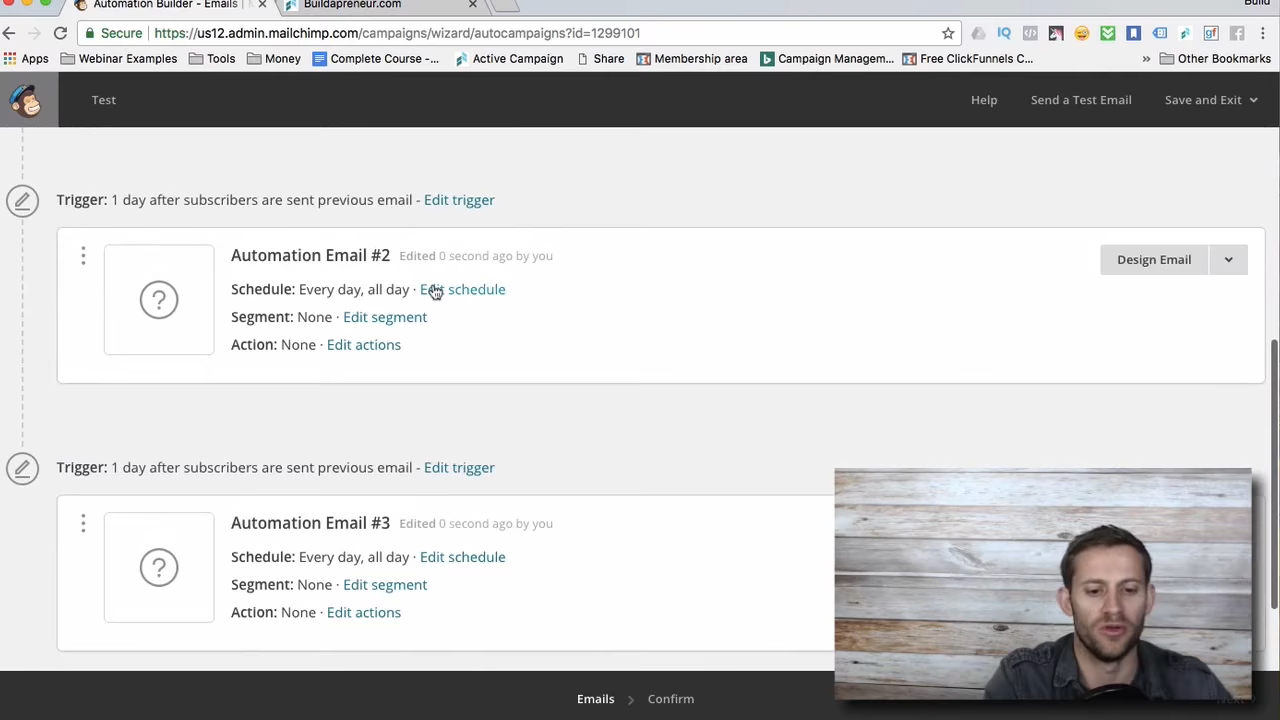 Automation Builder - Emails
Buildapreneur.com
Build
Secure https://us12.admin.mailchimp.com/campaigns/wizard/autocampaigns?id=1299101
Apps Webinar Examples Tools Money Complete Course -... Active Campaign Share Membership area Campaign Managem... Free ClickFunnels C... » Other Bookmarks
Test Help Send a Test Email Save and Exit
Trigger: 1 day after subscribers are sent previous email - Edit trigger
Automation Email #2 Edited 0 second ago by you
Design Email
Schedule: Every day, all day · Edit schedule
Segment: None · Edit segment
Action: None · Edit actions
Trigger: 1 day after subscribers are sent previous email - Edit trigger
Automation Email #3 Edited 0 second ago by you
Schedule: Every day, all day · Edit schedule
Segment: None · Edit segment
Action: None · Edit actions
Emails > Confirm
Next